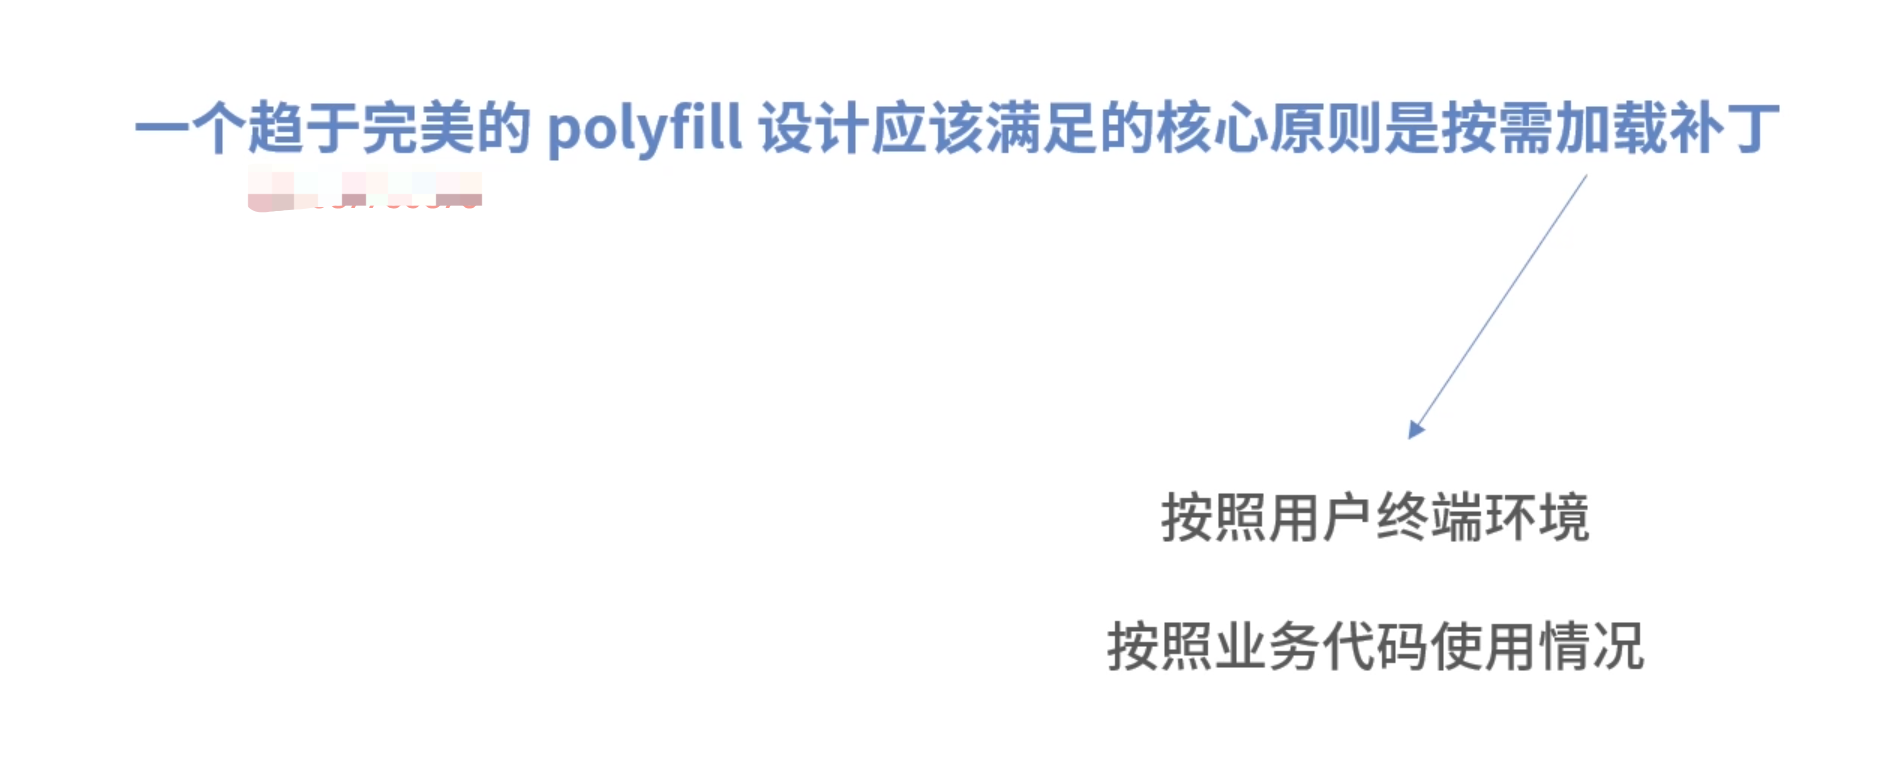 一个趋于完美的 polyfill 设计应该满足的核心原则是按需加载补丁
按照用户终端环境
按照业务代码使用情况